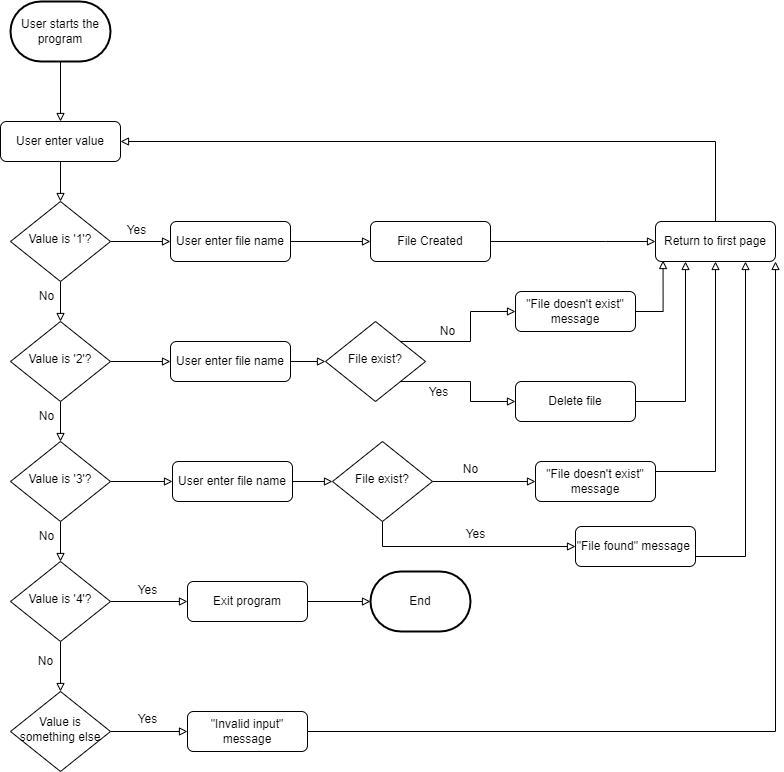 User starts the
program
User enter value
Value is '1'?
Yes
User enter file name
File Created
Return to first page
No
Value is '2'?
User enter file name
File exist?
No
"File doesn't exist"
message
Yes
Delete file
No
Value is '3'?
User enter file name
File exist?
No
"File doesn't exist"
message
Yes
"File found" message
No
Value is '4'?
Yes
Exit program
End
No
Value is
something else
Yes
"Invalid input"
message